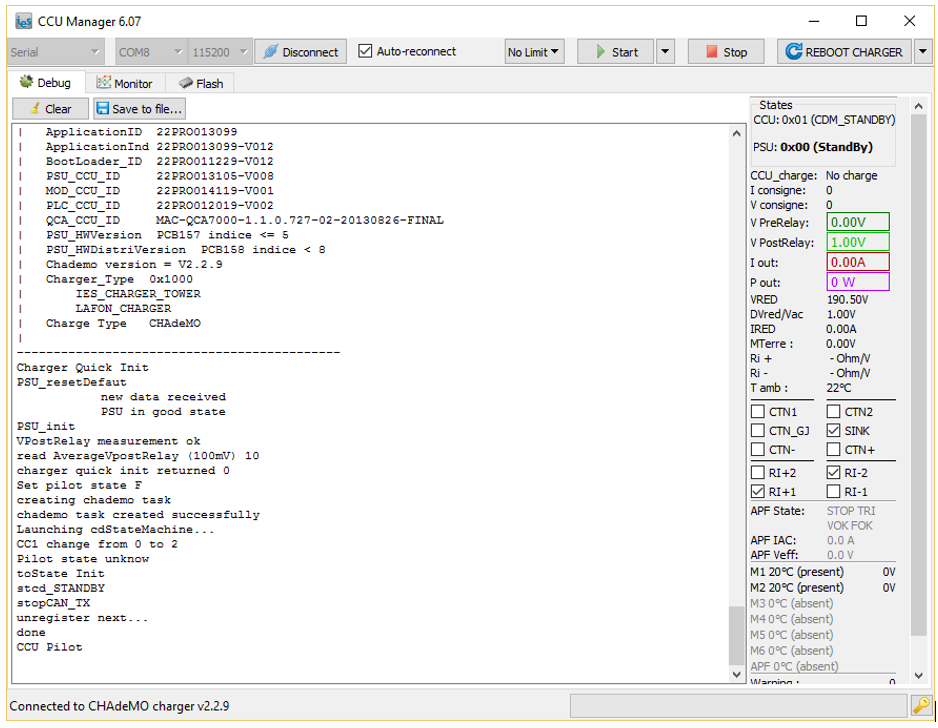 ies CCU Manager 6.07
Serial COM8 115200 Disconnect Auto-reconnect No Limit Start Stop REBOOT CHARGER
Debug Monitor Flash
Clear Save to file...
| ApplicationID 22PRO013099
| ApplicationInd 22PRO013099-V012
| BootLoader_ID 22PRO011229-V012
| PSU_CCU_ID 22PRO013105-V008
| MOD_CCU_ID 22PRO014119-V001
| PLC_CCU_ID 22PRO012019-V002
| QCA_CCU_ID MAC-QCA7000-1.1.0.727-02-20130826-FINAL
| PSU_HWVersion PCB157 indice <= 5
| PSU_HWDistriVersion PCB158 indice < 8
| Chademo version = V2.2.9
| Charger_Type 0x1000
| IES_CHARGER_TOWER
| LAFON_CHARGER
| Charge Type CHAdeMO
|
--------------------------------------------
Charger Quick Init
PSU_resetDefaut
new data received
PSU in good state
PSU_init
VPostRelay measurement ok
read AverageVpostRelay (100mV) 10
charger quick init returned 0
Set pilot state F
creating chademo task
chademo task created successfully
Launching cdStateMachine...
CC1 change from 0 to 2
Pilot state unknow
toState Init
stcd_STANDBY
stopCAN_TX
unregister next...
done
CCU Pilot
States
CCU: 0x01 (CDM_STANDBY)
PSU: 0x00 (StandBy)
CCU_charge: No charge
I consigne: 0
V consigne: 0
V PreRelay: 0.00V
V PostRelay: 1.00V
I out: 0.00A
P out: 0 W
VRED 190.50V
DVred/Vac 1.00V
IRED 0.00A
MTerre : 0.00V
Ri + - Ohm/V
Ri - - Ohm/V
T amb : 22°C
CTN1 CTN2
CTN_GJ SINK
CTN- CTN+
RI+2 RI-2
RI+1 RI-1
APF State: STOP TRI
VOK FOK
APF IAC: 0.0 A
APF Veff: 0.0 V
M1 20°C (present) 0V
M2 20°C (present) 0V
M3 0°C (absent)
M4 0°C (absent)
M5 0°C (absent)
M6 0°C (absent)
APF 0°C (absent)
Warning : 0
Connected to CHAdeMO charger v2.2.9